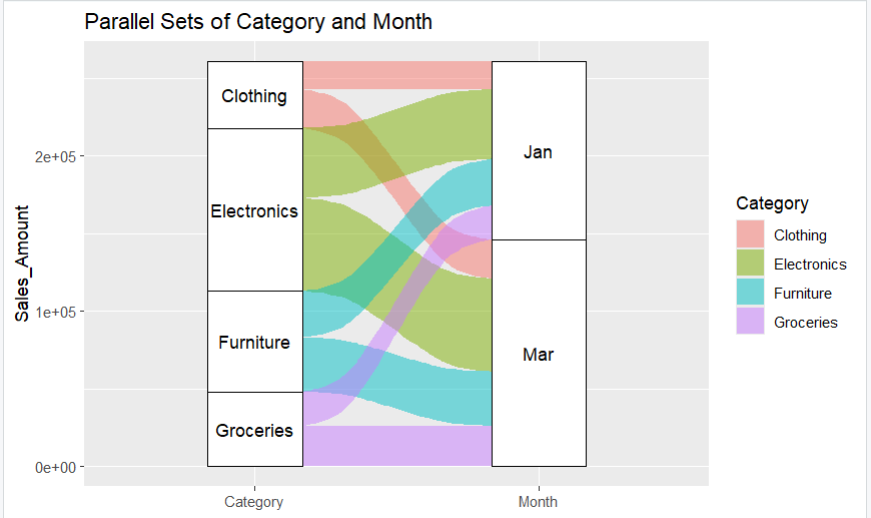 Parallel Sets of Category and Month
Sales_Amount
2e+05
1e+05
0e+00
Clothing
Electronics
Furniture
Groceries
Jan
Mar
Category
Month
Category
Clothing
Electronics
Furniture
Groceries